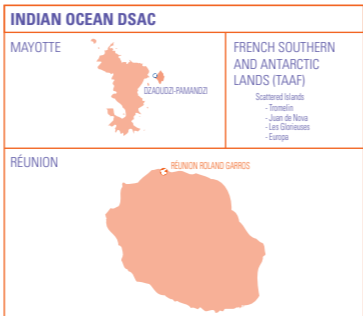 INDIAN OCEAN DSAC
MAYOTTE
DZAOUDZI-PAMANDZI
FRENCH SOUTHERN
AND ANTARCTIC
LANDS (TAAF)
Scattered Islands
- Tromelin
- Juan de Nova
- Les Glorieuses
- Europa
RÉUNION
RÉUNION ROLAND GARROS